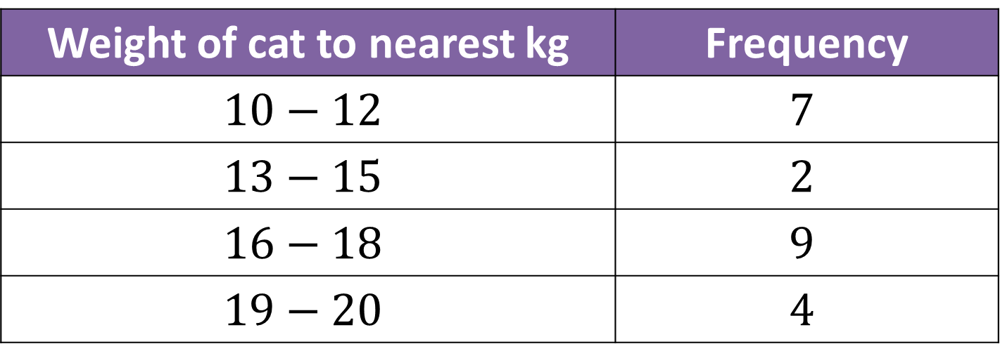 Weight of cat to nearest kg Frequency
10 − 12 7
13 − 15 2
16 − 18 9
19 − 20 4